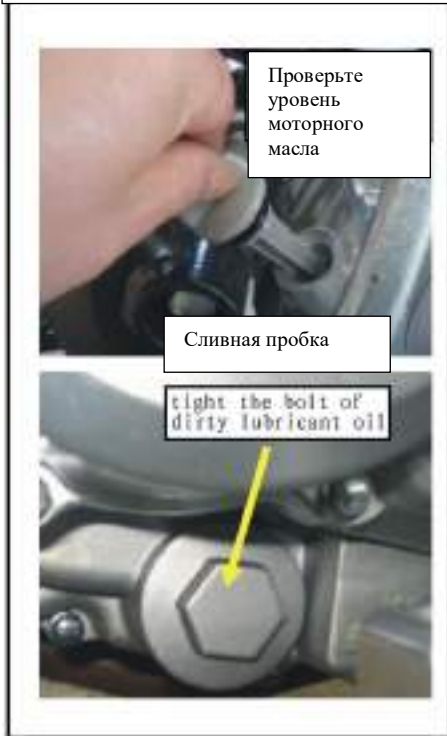 Проверьте
уровень
моторного
масла
Сливная пробка
tight the bolt of
dirty lubricant oil